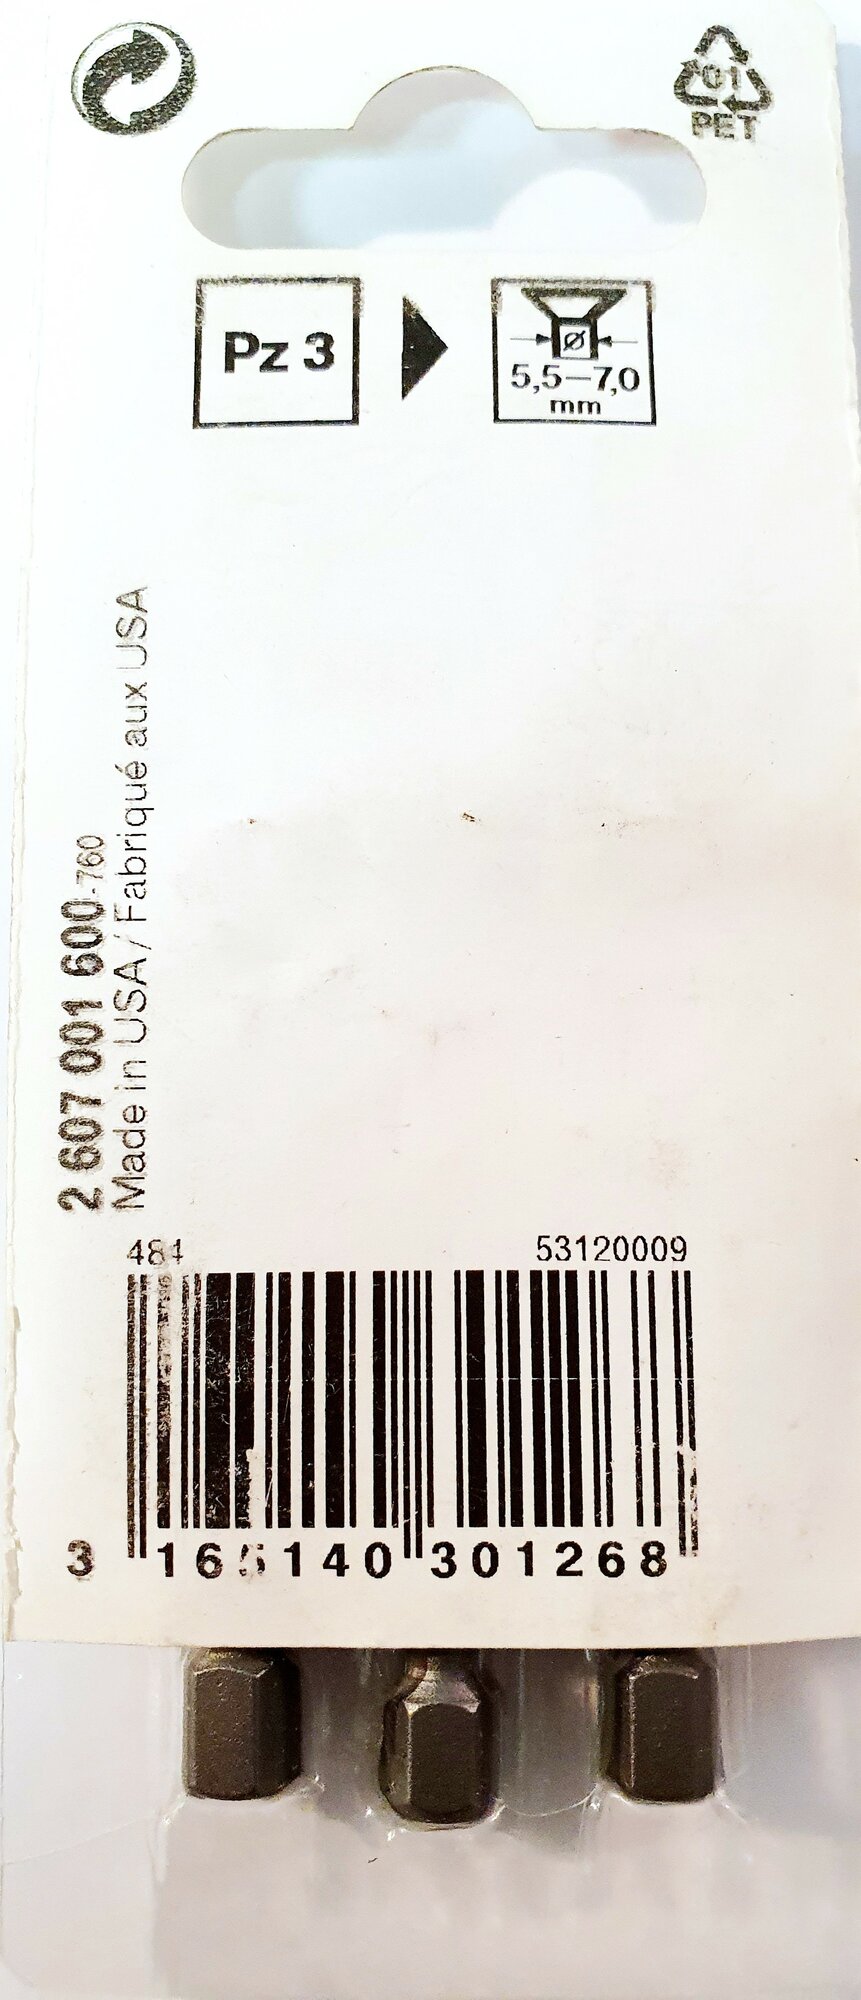 01
PET
Pz 3
Ø
5,5–7,0
mm
2 607 001 600-760
Made in USA / Fabriqué aux USA
484
53120009
3 165140 301268